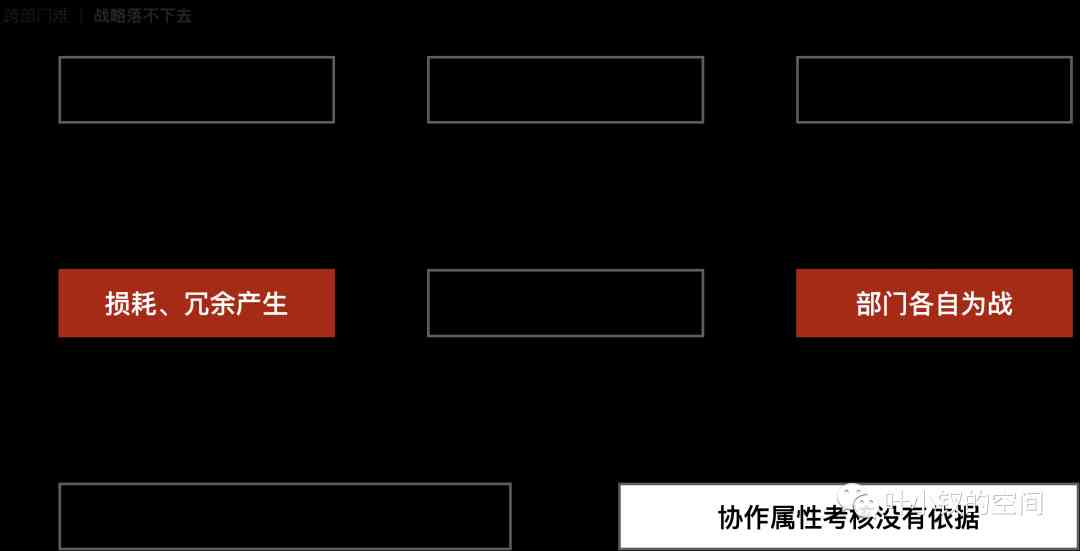 跨部门难 | 战略落不下去
损耗、冗余产生
部门各自为战
协作属性考核没有依据
叶小钗的空间